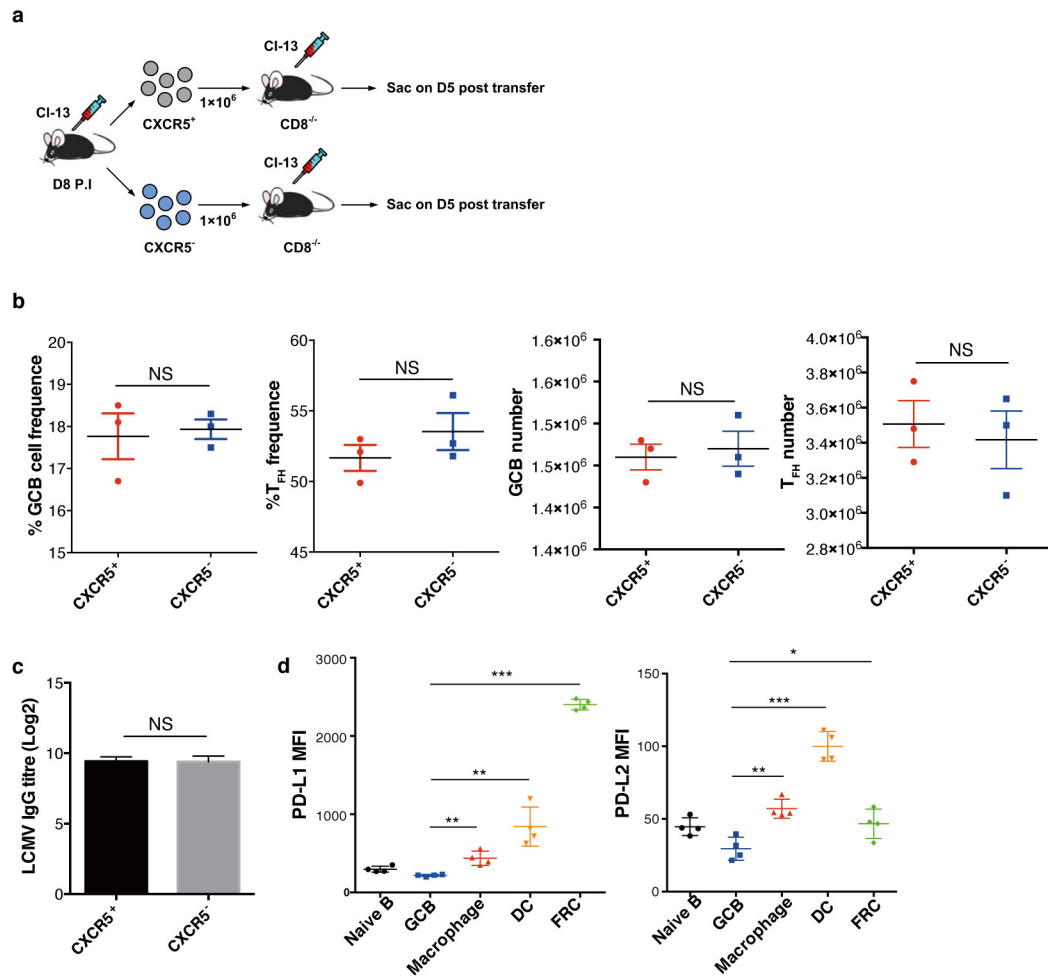 a
Cl-13
D8 P.I
CXCR5⁺
1×10⁶
Cl-13
CD8⁻/⁻
Sac on D5 post transfer
CXCR5⁻
1×10⁶
Cl-13
CD8⁻/⁻
Sac on D5 post transfer
b
% GCB cell frequence
20
19
18
17
16
15
NS
CXCR5⁺
CXCR5⁻
%T_FH frequence
60
55
50
45
NS
CXCR5⁺
CXCR5⁻
GCB number
1.6×10⁶
1.6×10⁶
1.5×10⁶
1.5×10⁶
1.4×10⁶
1.4×10⁶
NS
CXCR5⁺
CXCR5⁻
T_FH number
4.0×10⁶
3.8×10⁶
3.6×10⁶
3.4×10⁶
3.2×10⁶
3.0×10⁶
2.8×10⁶
NS
CXCR5⁺
CXCR5⁻
c
LCMV IgG titre (Log2)
15
10
5
0
NS
CXCR5⁺
CXCR5⁻
d
PD-L1 MFI
3000
2000
1000
0
***
**
**
Naive B
GCB
Macrophage
DC
FRC
PD-L2 MFI
150
100
50
0
*
***
**
Naive B
GCB
Macrophage
DC
FRC